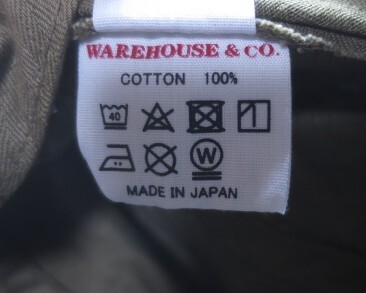 WAREHOUSE & CO.
COTTON 100%
40
W
MADE IN JAPAN